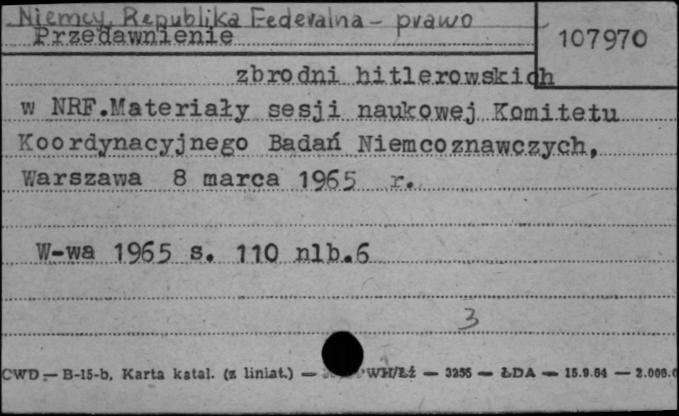 Niemcy, Republika Federalna - prawo
Przedawnienie
107970
zbrodni hitlerowskich
w NRF.Materiały sesji naukowej Komitetu
Koordynacyjnego Badań Niemcoznawczych,
Warszawa 8 marca 1965 r.
W-wa 1965 s. 110 nlb.6
3
CWD — B-15-b, Karta katal. (z liniat.) — WH/Łż — 3255 — ŁDA — 15.9.64 — 2.000.0